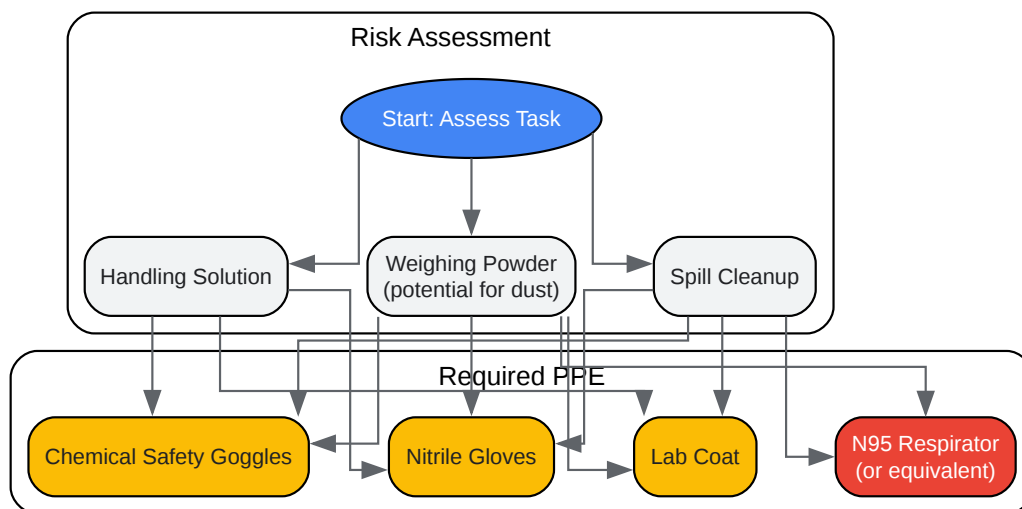 Risk Assessment
Start: Assess Task
Handling Solution
Weighing Powder
(potential for dust)
Spill Cleanup
Required PPE
Chemical Safety Goggles
Nitrile Gloves
Lab Coat
N95 Respirator
(or equivalent)